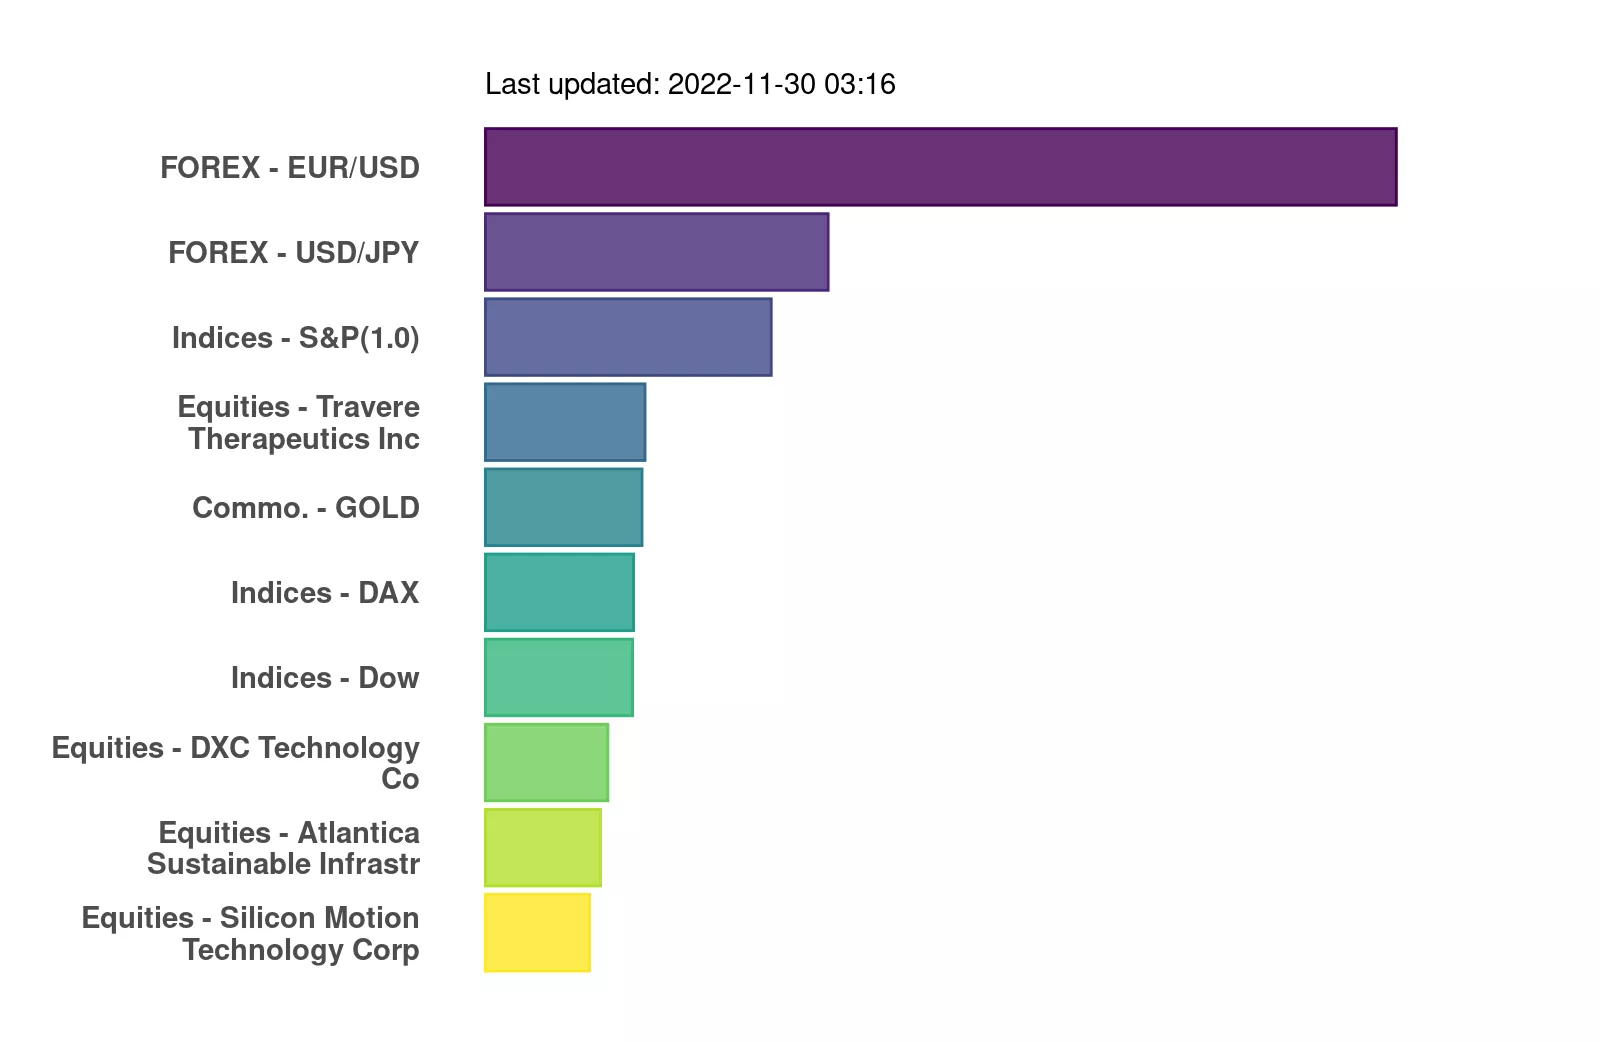 Last updated: 2022-11-30 03:16
FOREX - EUR/USD
FOREX - USD/JPY
Indices - S&P(1.0)
Equities - Travere
Therapeutics Inc
Commo. - GOLD
Indices - DAX
Indices - Dow
Equities - DXC Technology
Co
Equities - Atlantica
Sustainable Infrastr
Equities - Silicon Motion
Technology Corp